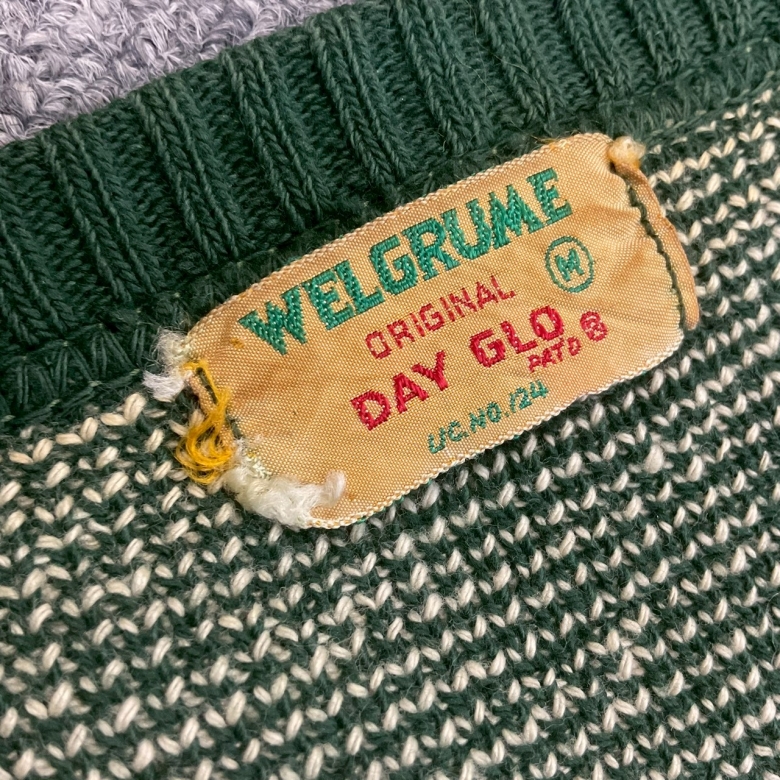 WELGRUME
ORIGINAL
M
DAY GLO ®
PAT'D
LIC. NO. 124